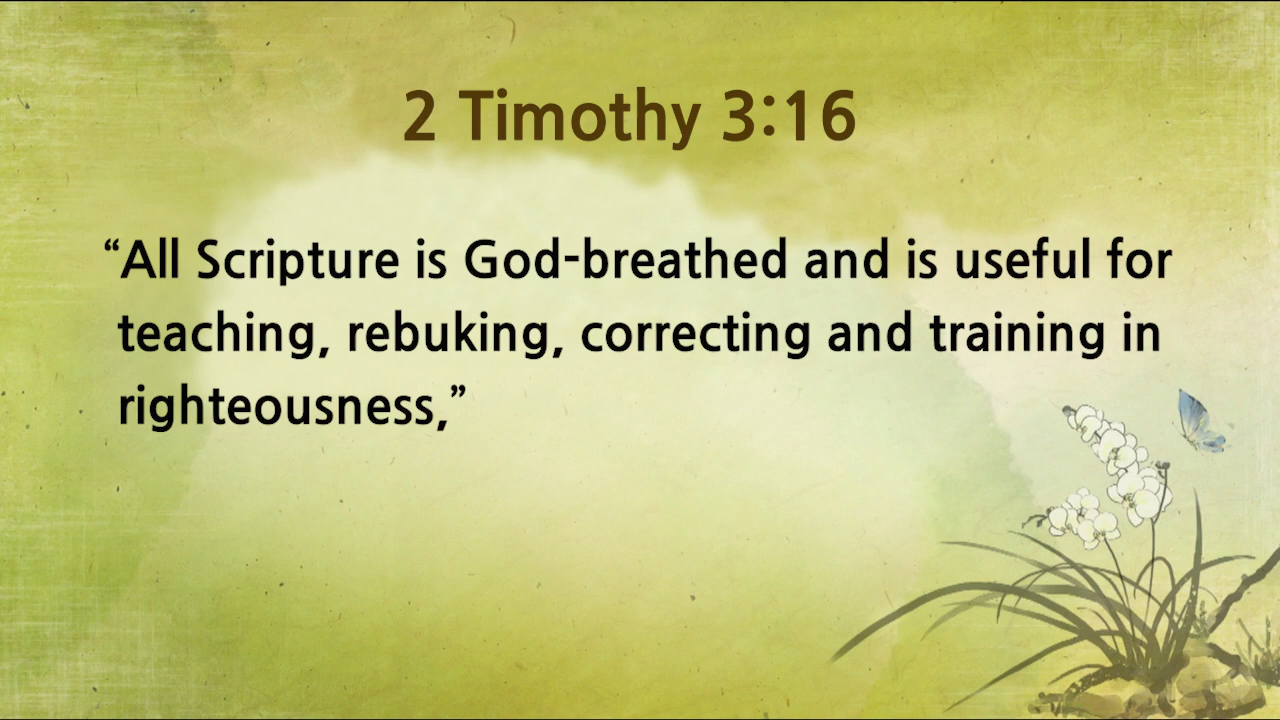 2 Timothy 3:16
“All Scripture is God-breathed and is useful for
teaching, rebuking, correcting and training in
righteousness,”